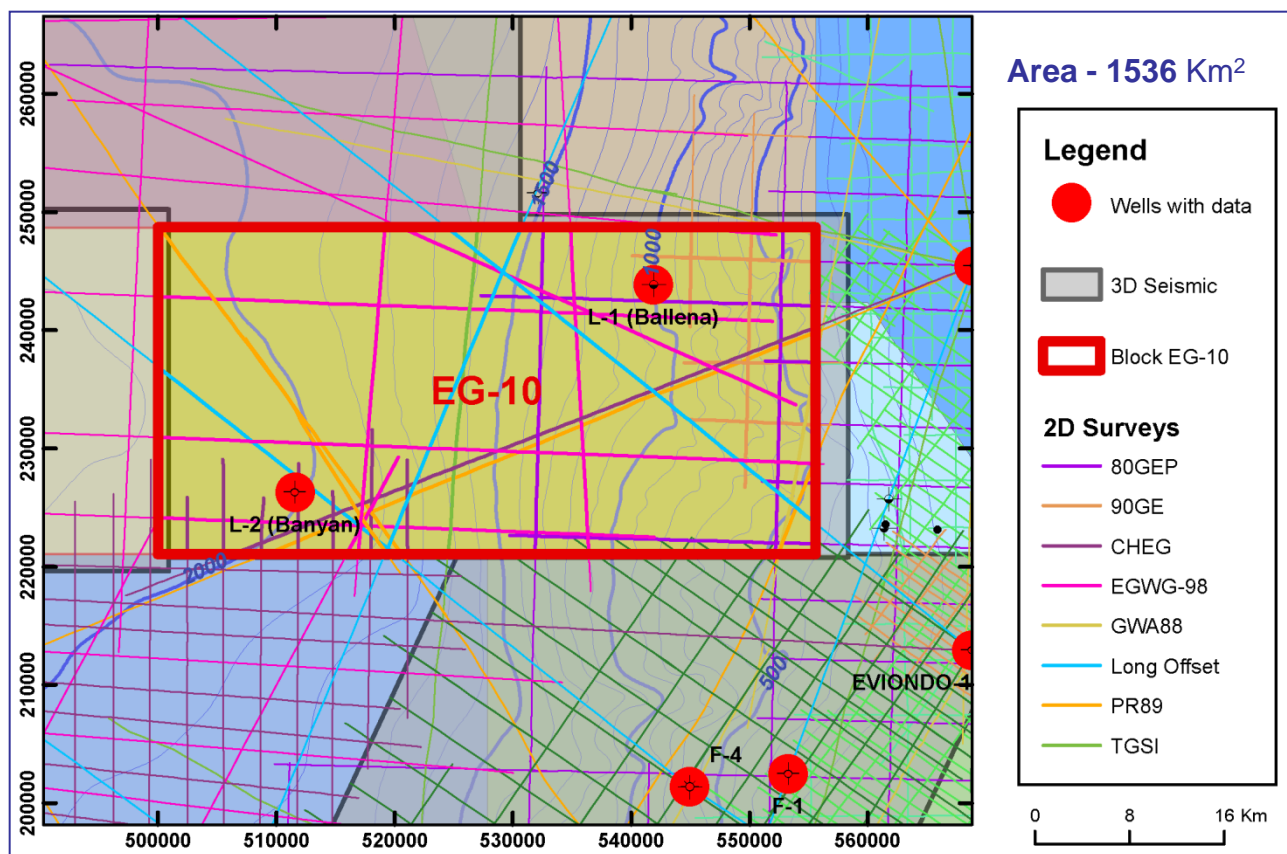 Area - 1536 Km²
260000
250000
240000
230000
220000
210000
200000
500000
510000
520000
530000
540000
550000
560000
1500
1000
2000
500
L-1 (Ballena)
EG-10
L-2 (Banyan)
EVIONDO-1
F-4
F-1
Legend
Wells with data
3D Seismic
Block EG-10
2D Surveys
80GEP
90GE
CHEG
EGWG-98
GWA88
Long Offset
PR89
TGSI
0 8 16 Km